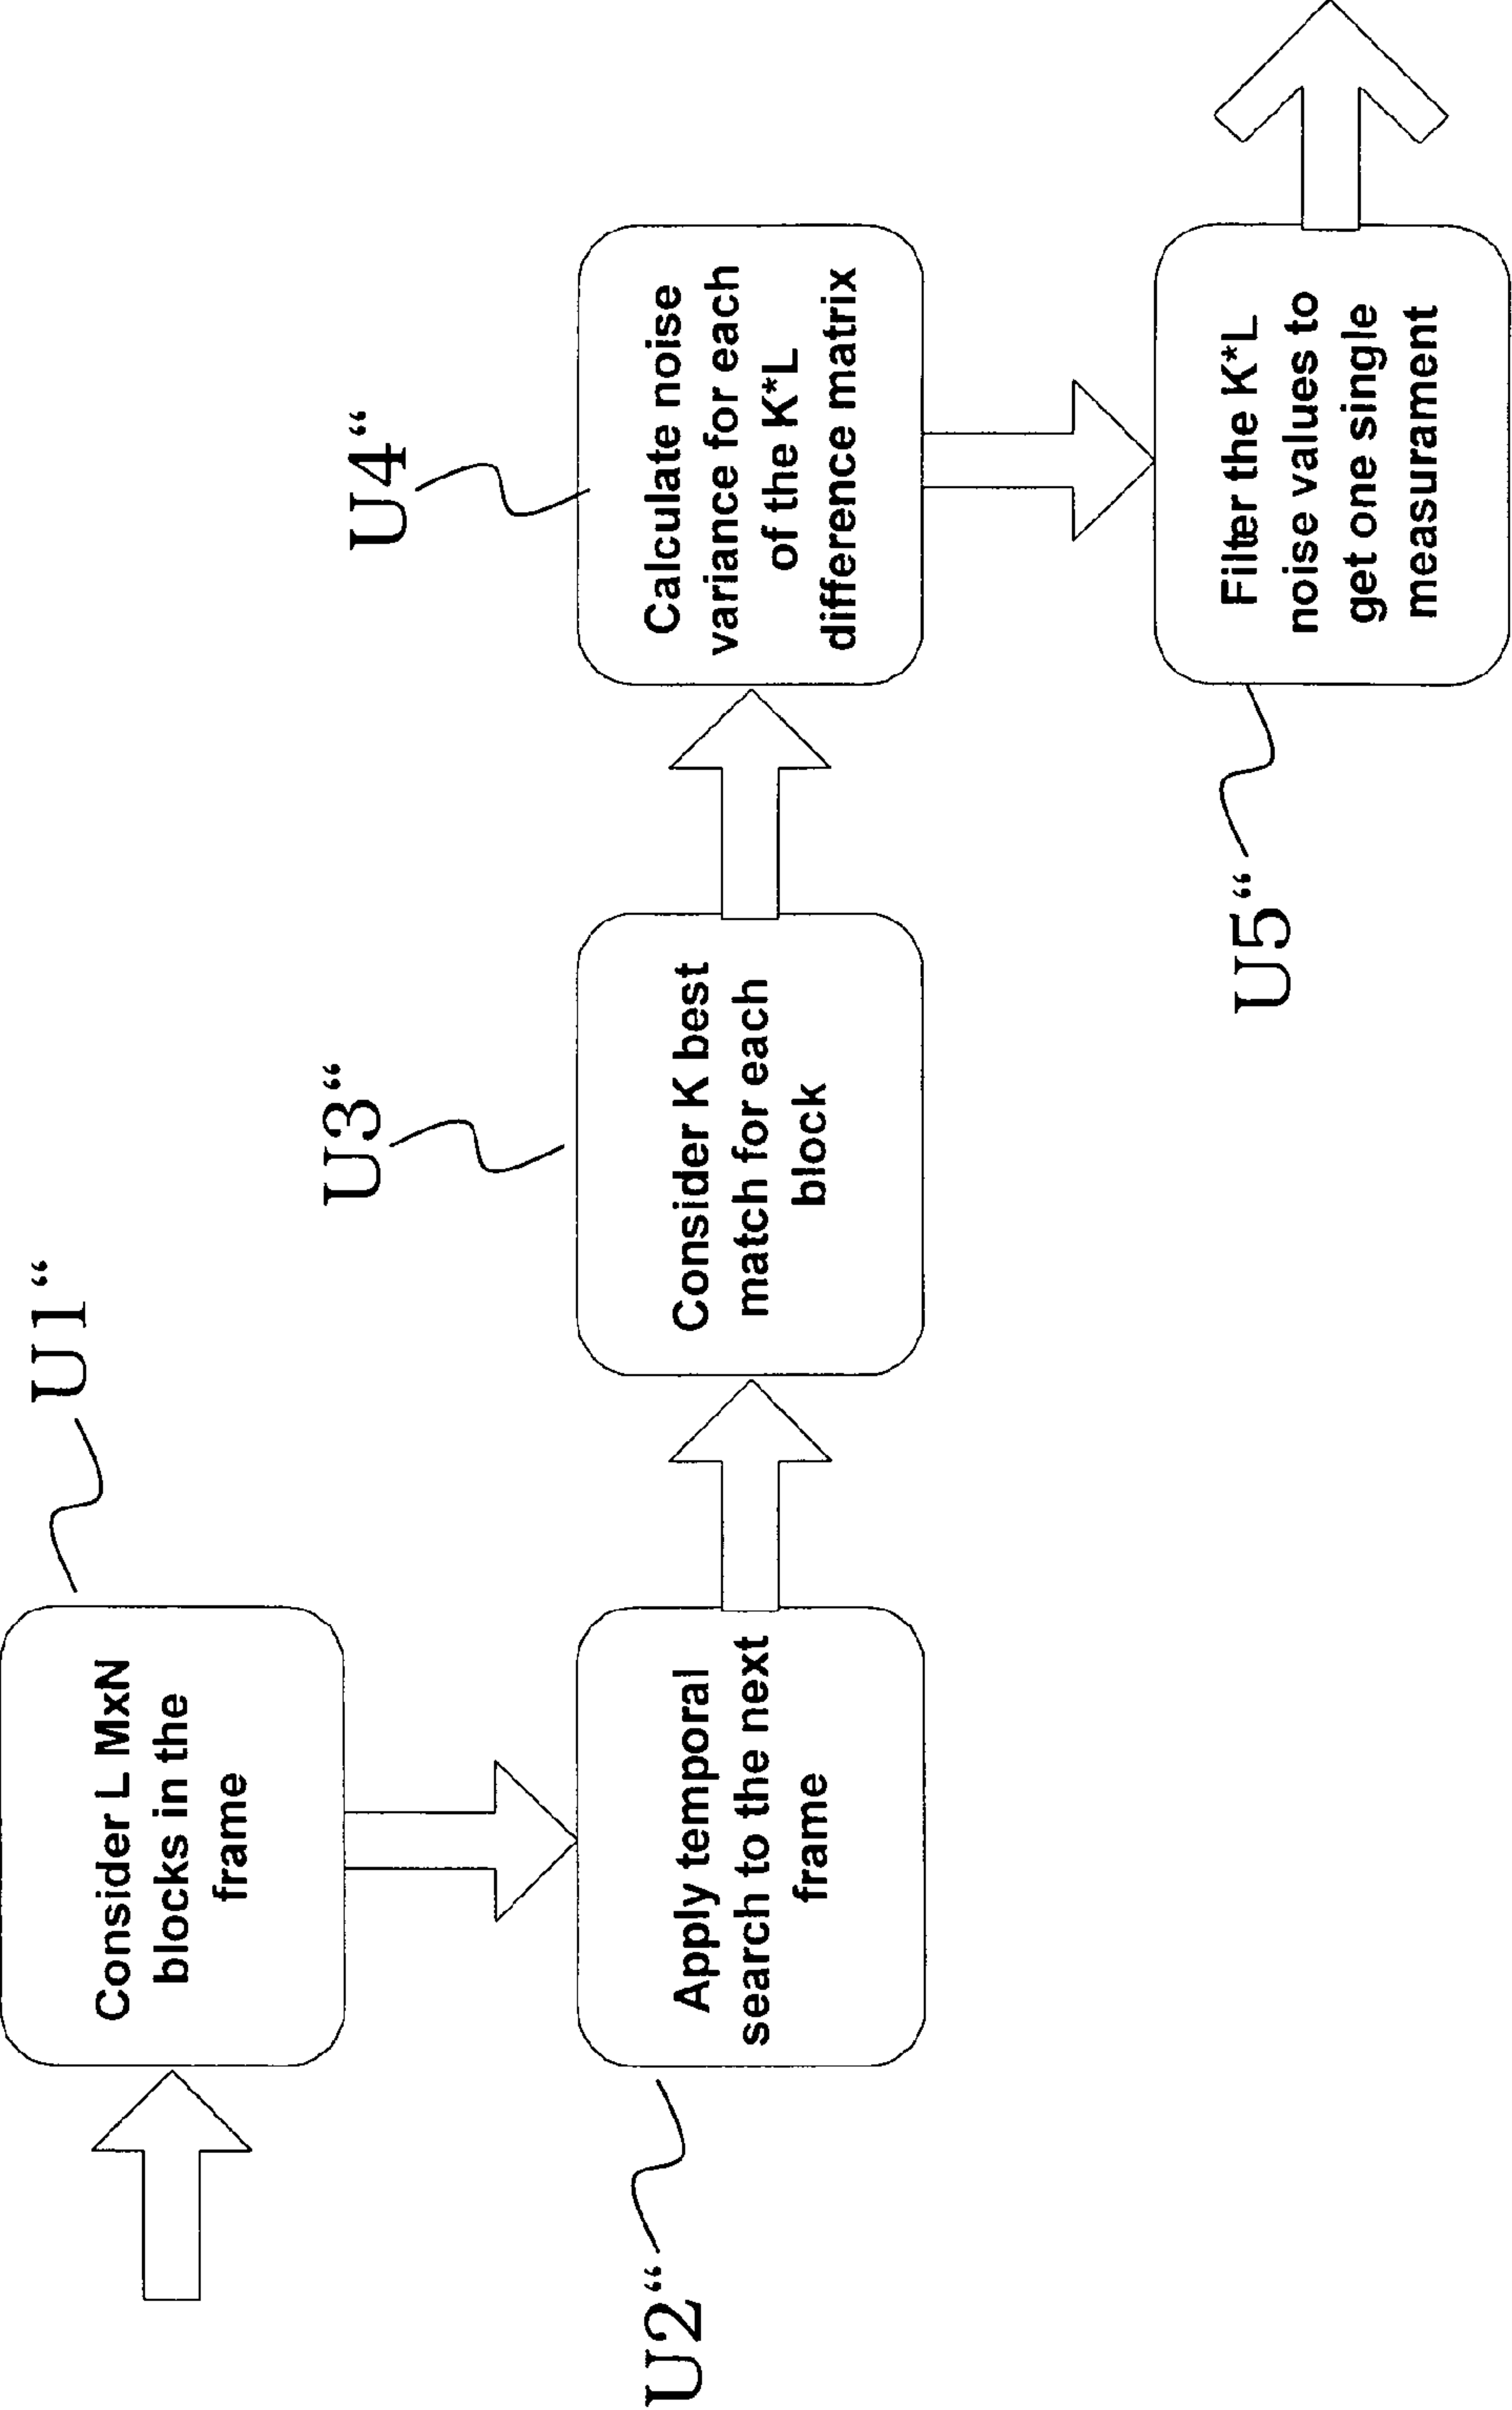 U1“
Consider L MxN
blocks in the
frame
U2“
Apply temporal
search to the next
frame
U3“
Consider K best
match for each
block
U4“
Calculate noise
variance for each
of the K*L
difference matrix
U5“
Filter the K*L
noise values to
get one single
measurament